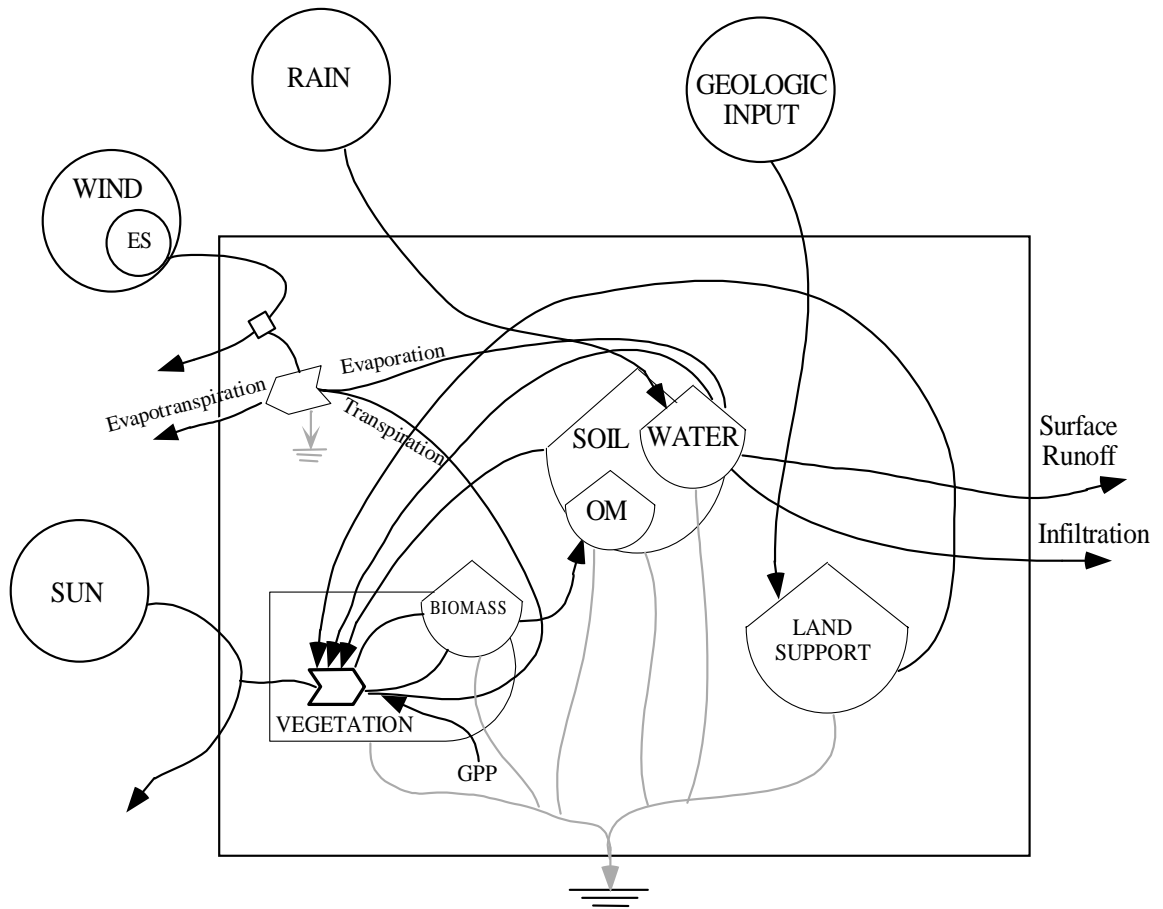 RAIN
GEOLOGIC
INPUT
WIND
ES
Evaporation
Evapotranspiration
Transpiration
SOIL
WATER
Surface
Runoff
OM
Infiltration
SUN
BIOMASS
LAND
SUPPORT
VEGETATION
GPP